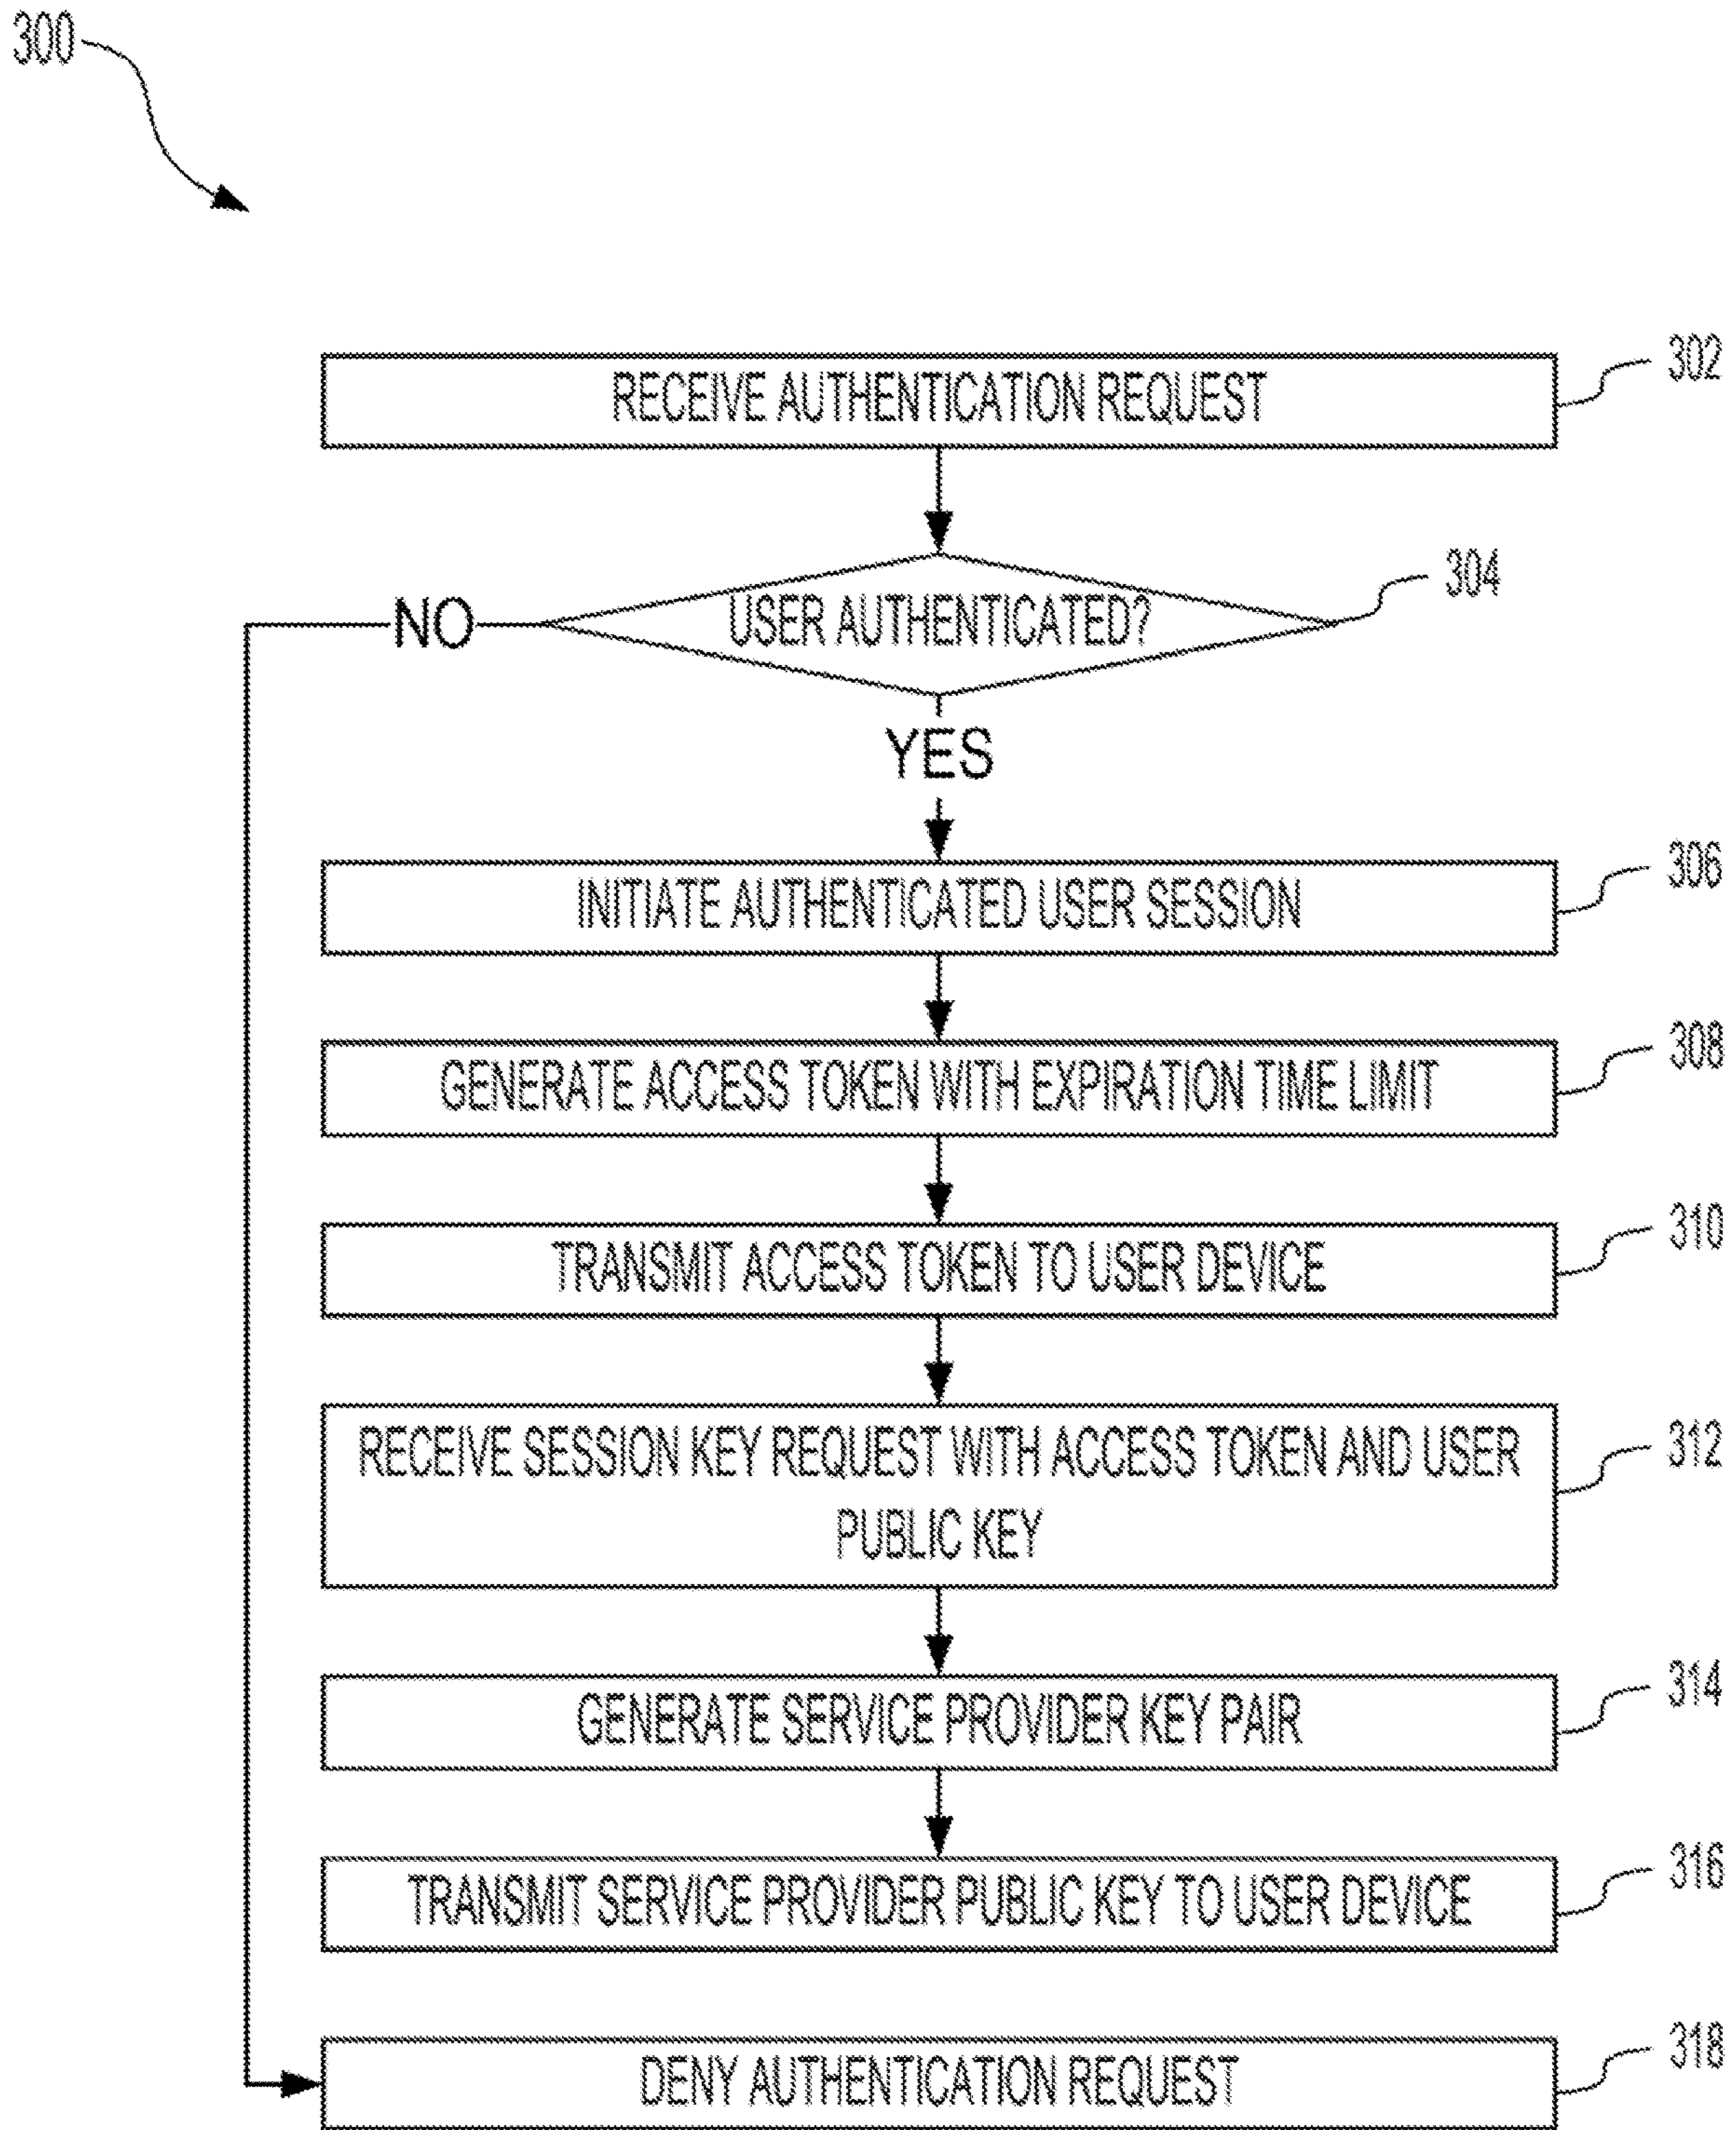 300
RECEIVE AUTHENTICATION REQUEST
302
USER AUTHENTICATED?
304
NO
YES
INITIATE AUTHENTICATED USER SESSION
306
GENERATE ACCESS TOKEN WITH EXPIRATION TIME LIMIT
308
TRANSMIT ACCESS TOKEN TO USER DEVICE
310
RECEIVE SESSION KEY REQUEST WITH ACCESS TOKEN AND USER
PUBLIC KEY
312
GENERATE SERVICE PROVIDER KEY PAIR
314
TRANSMIT SERVICE PROVIDER PUBLIC KEY TO USER DEVICE
316
DENY AUTHENTICATION REQUEST
318